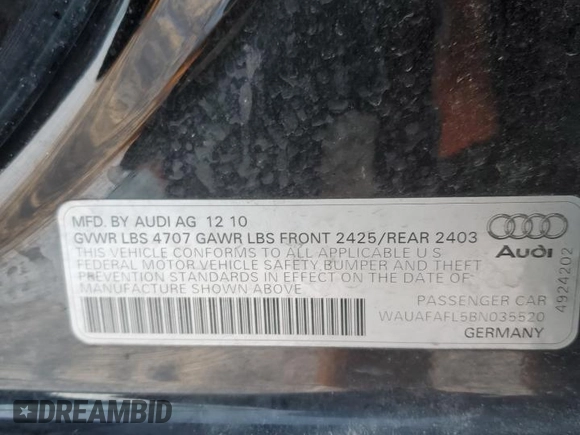 MFD. BY AUDI AG 12 10
GVWR LBS 4707 GAWR LBS FRONT 2425/REAR 2403
THIS VEHICLE CONFORMS TO ALL APPLICABLE U S
FEDERAL MOTOR VEHICLE SAFETY BUMPER AND THEFT
PREVENTION STANDARDS IN EFFECT ON THE DATE OF
MANUFACTURE SHOWN ABOVE
PASSENGER CAR
WAUAFAFL5BN035520
GERMANY
Audi
4924202
DREAMBID